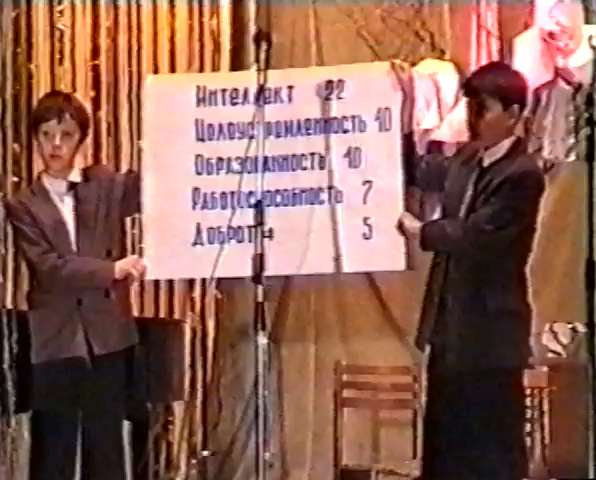 Интеллект 22
Целеустремленность 10
Образованность 10
Работоспособность 7
Доброта 5